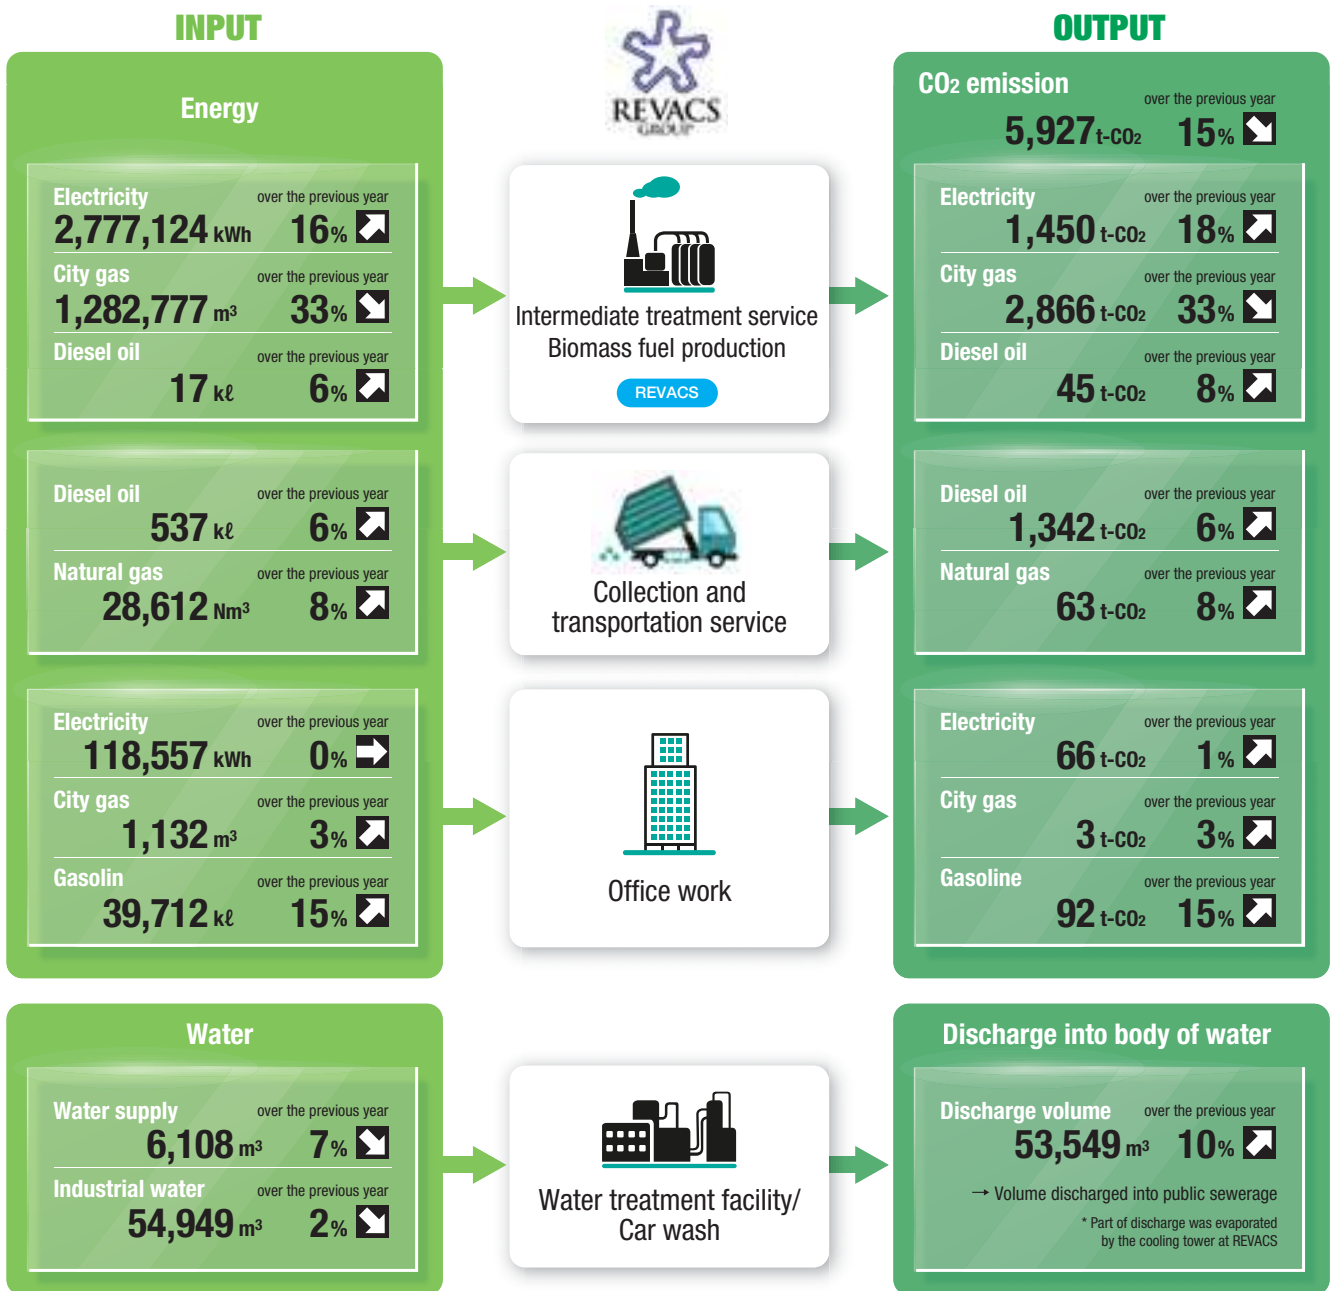 INPUT
Energy
Electricity
over the previous year
2,777,124 kWh 16%
City gas
over the previous year
1,282,777 m³ 33%
Diesel oil
over the previous year
17 kℓ 6%
Diesel oil
over the previous year
537 kℓ 6%
Natural gas
over the previous year
28,612 Nm³ 8%
Electricity
over the previous year
118,557 kWh 0%
City gas
over the previous year
1,132 m³ 3%
Gasolin
over the previous year
39,712 kℓ 15%
Water
Water supply
over the previous year
6,108 m³ 7%
Industrial water
over the previous year
54,949 m³ 2%
REVACS
GROUP
Intermediate treatment service
Biomass fuel production
REVACS
Collection and
transportation service
Office work
Water treatment facility/
Car wash
OUTPUT
CO₂ emission
over the previous year
5,927 t-CO₂ 15%
Electricity
over the previous year
1,450 t-CO₂ 18%
City gas
over the previous year
2,866 t-CO₂ 33%
Diesel oil
over the previous year
45 t-CO₂ 8%
Diesel oil
over the previous year
1,342 t-CO₂ 6%
Natural gas
over the previous year
63 t-CO₂ 8%
Electricity
over the previous year
66 t-CO₂ 1%
City gas
over the previous year
3 t-CO₂ 3%
Gasoline
over the previous year
92 t-CO₂ 15%
Discharge into body of water
Discharge volume
over the previous year
53,549 m³ 10%
→ Volume discharged into public sewerage
* Part of discharge was evaporated
by the cooling tower at REVACS